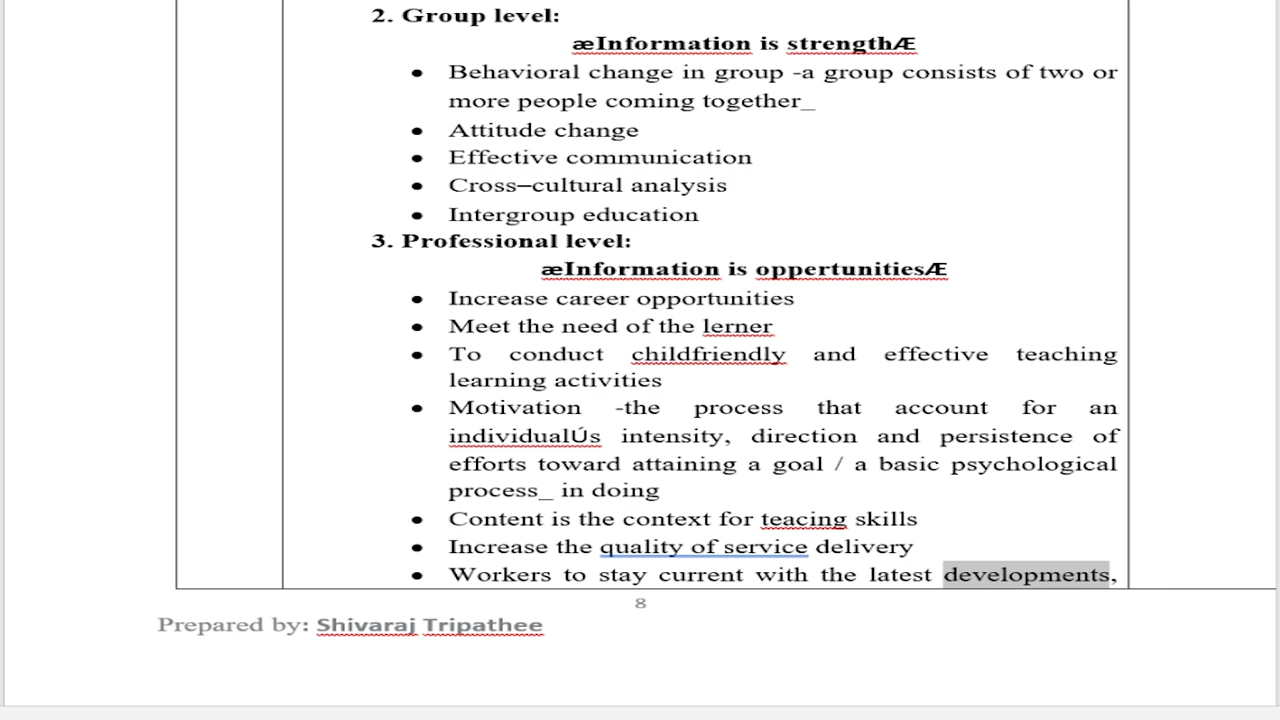 2. Group level:
æInformation is strengthÆ
• Behavioral change in group -a group consists of two or
more people coming together_
• Attitude change
• Effective communication
• Cross–cultural analysis
• Intergroup education
3. Professional level:
æInformation is oppertunitiesÆ
• Increase career opportunities
• Meet the need of the lerner
• To conduct childfriendly and effective teaching
learning activities
• Motivation -the process that account for an
individualÚs intensity, direction and persistence of
efforts toward attaining a goal / a basic psychological
process_ in doing
• Content is the context for teacing skills
• Increase the quality of service delivery
• Workers to stay current with the latest developments,
8
Prepared by: Shivaraj Tripathee